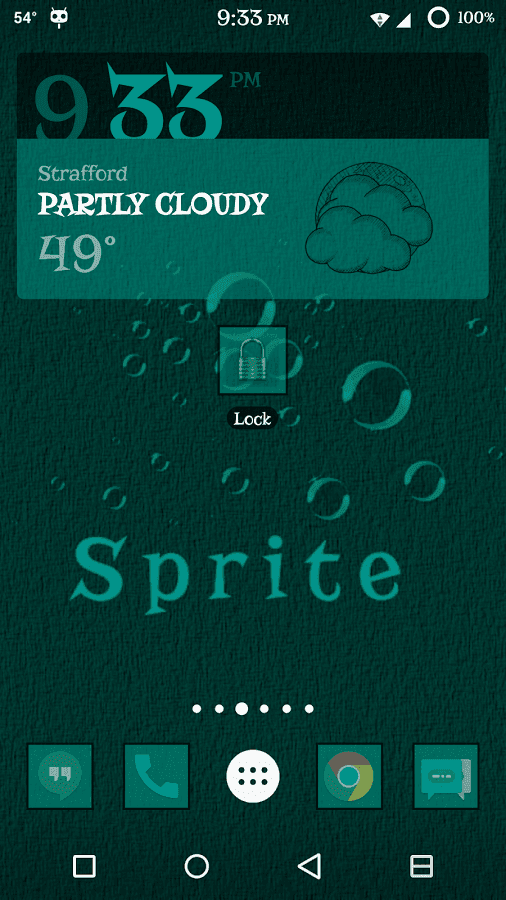 54° 9:33 PM 100%
9 33 PM
Strafford
PARTLY CLOUDY
49°
Lock
Sprite